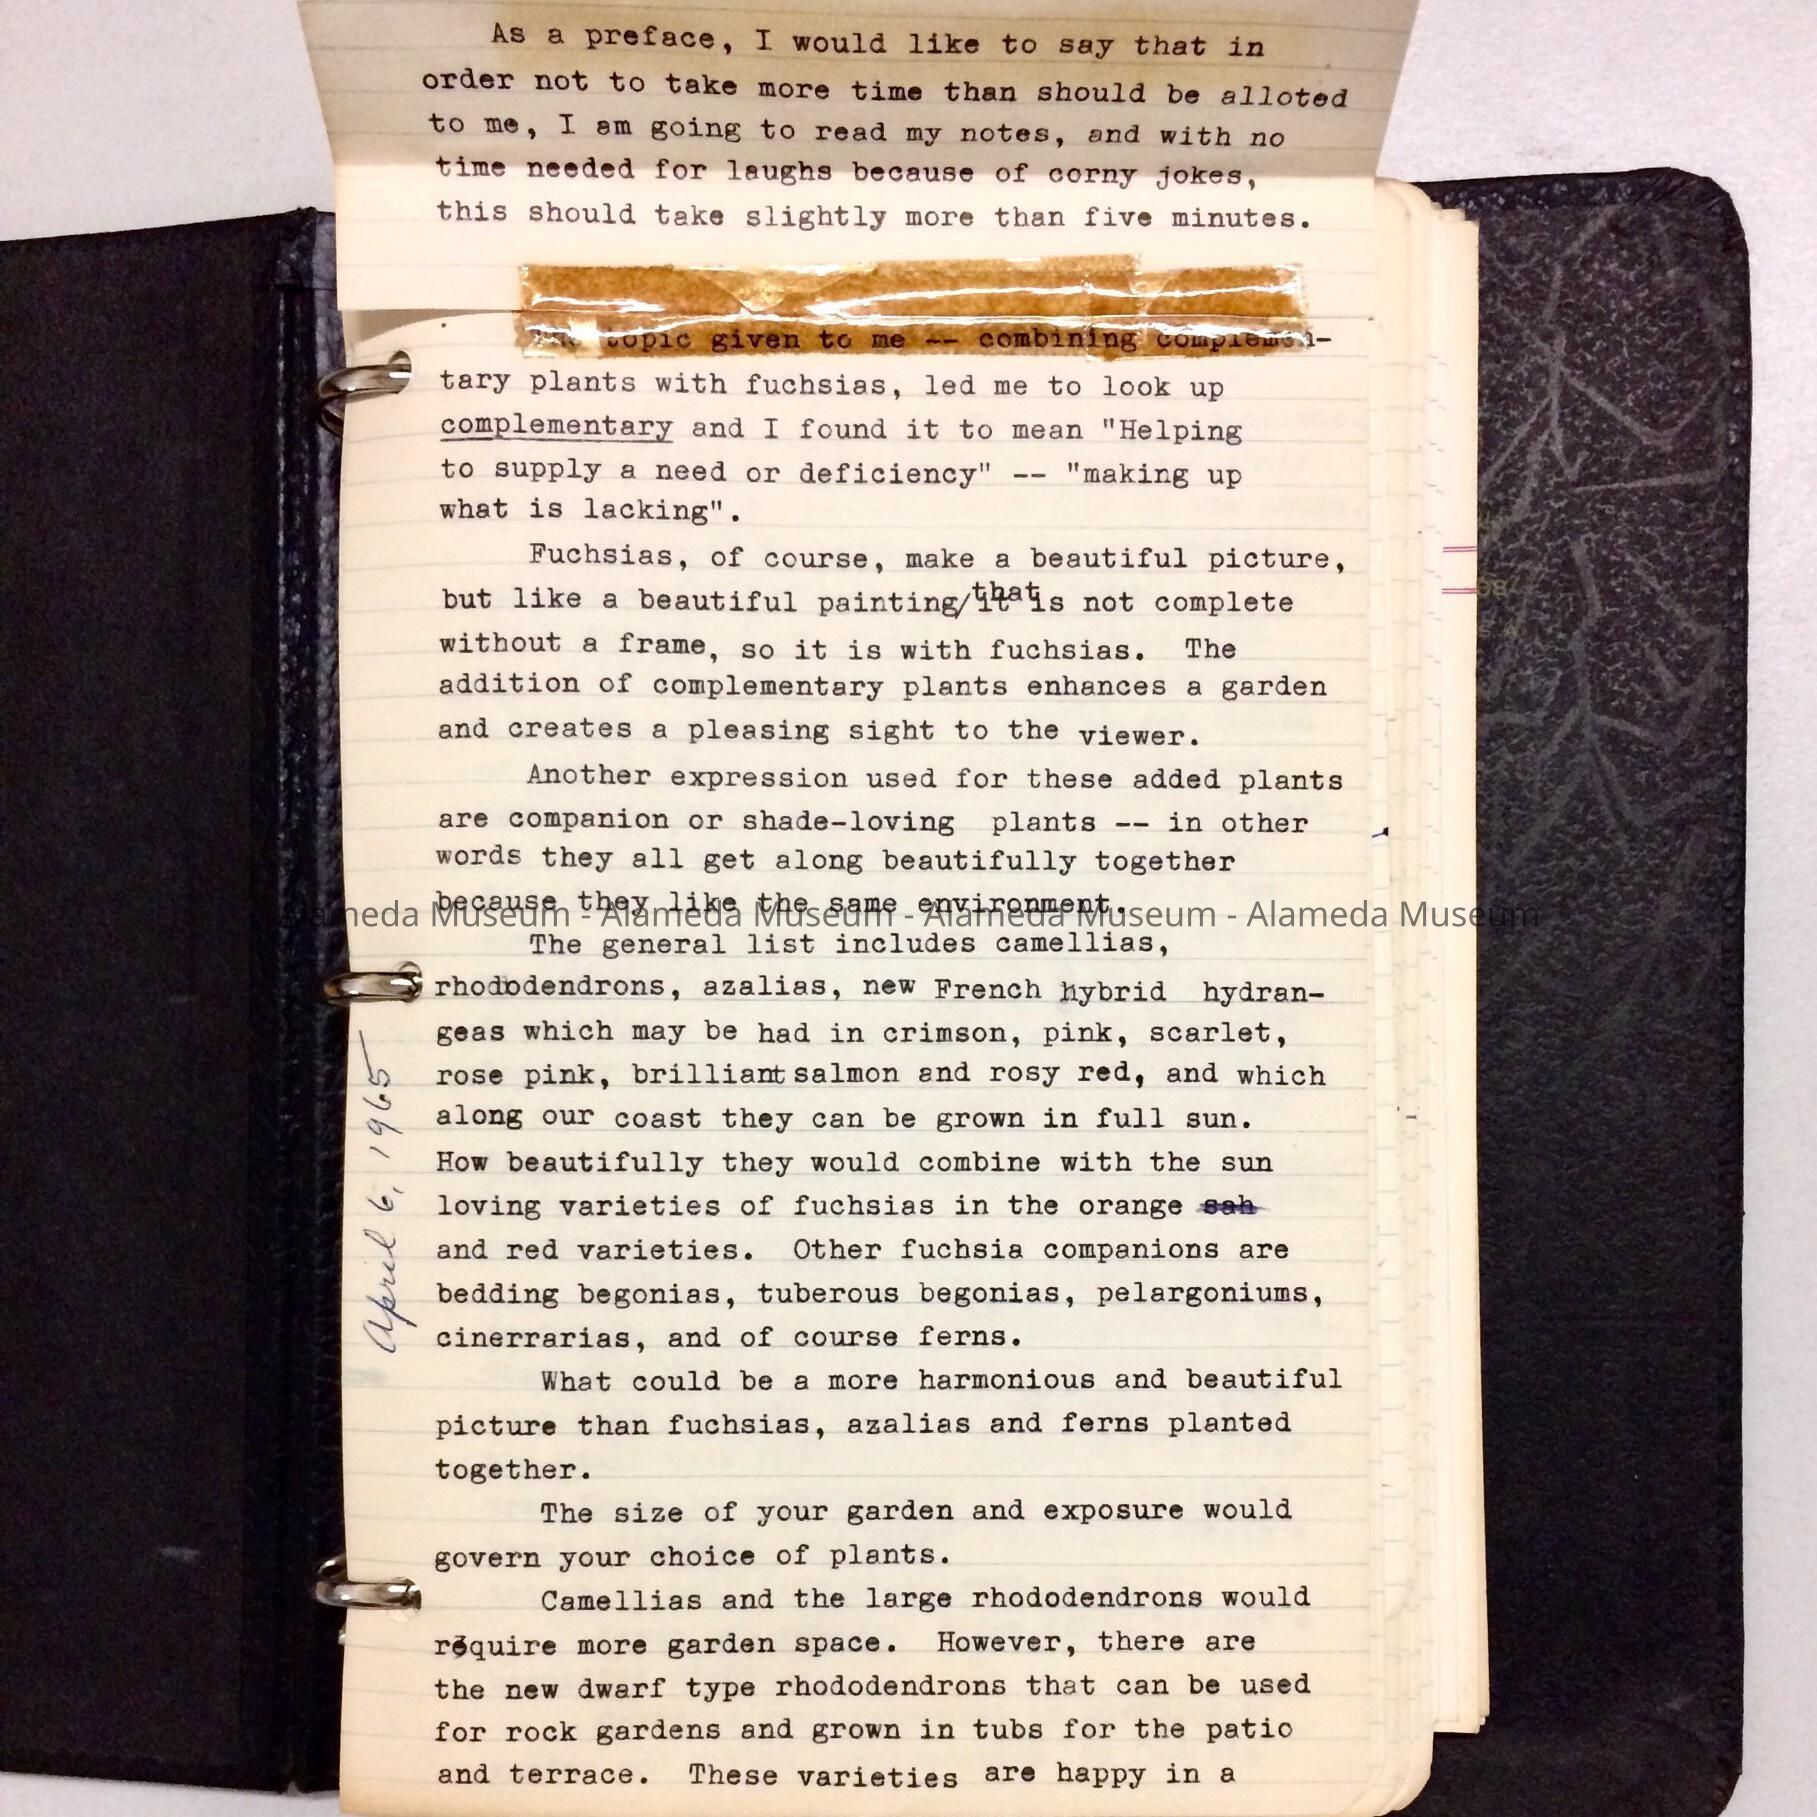 As a preface, I would like to say that in
order not to take more time than should be alloted
to me, I am going to read my notes, and with no
time needed for laughs because of corny jokes,
this should take slightly more than five minutes.
The topic given to me -- combining complemen-
tary plants with fuchsias, led me to look up
complementary and I found it to mean "Helping
to supply a need or deficiency" -- "making up
what is lacking".
Fuchsias, of course, make a beautiful picture,
but like a beautiful painting/that it is not complete
without a frame, so it is with fuchsias. The
addition of complementary plants enhances a garden
and creates a pleasing sight to the viewer.
Another expression used for these added plants
are companion or shade-loving plants -- in other
words they all get along beautifully together
because they like the same environment.
The general list includes camellias,
rhododendrons, azalias, new French hybrid hydran-
geas which may be had in crimson, pink, scarlet,
rose pink, brilliant salmon and rosy red, and which
along our coast they can be grown in full sun.
How beautifully they would combine with the sun
loving varieties of fuchsias in the orange sah
and red varieties. Other fuchsia companions are
bedding begonias, tuberous begonias, pelargoniums,
cinerrarias, and of course ferns.
What could be a more harmonious and beautiful
picture than fuchsias, azalias and ferns planted
together.
The size of your garden and exposure would
govern your choice of plants.
Camellias and the large rhododendrons would
require more garden space. However, there are
the new dwarf type rhododendrons that can be used
for rock gardens and grown in tubs for the patio
and terrace. These varieties are happy in a
April 6, 1965
Alameda Museum - Alameda Museum - Alameda Museum - Alameda Museum